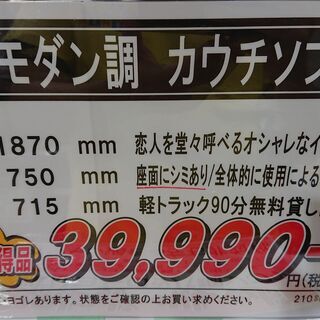 モダン調 カウチソフ
1870 mm 恋人を堂々呼べるオシャレなイ
750 mm 座面にシミあり/全体的に使用による
715 mm 軽トラック90分無料貸し
得品 39,990-
円(税
ヨゴレあります。状態をご確認の上お買い求めください。 210